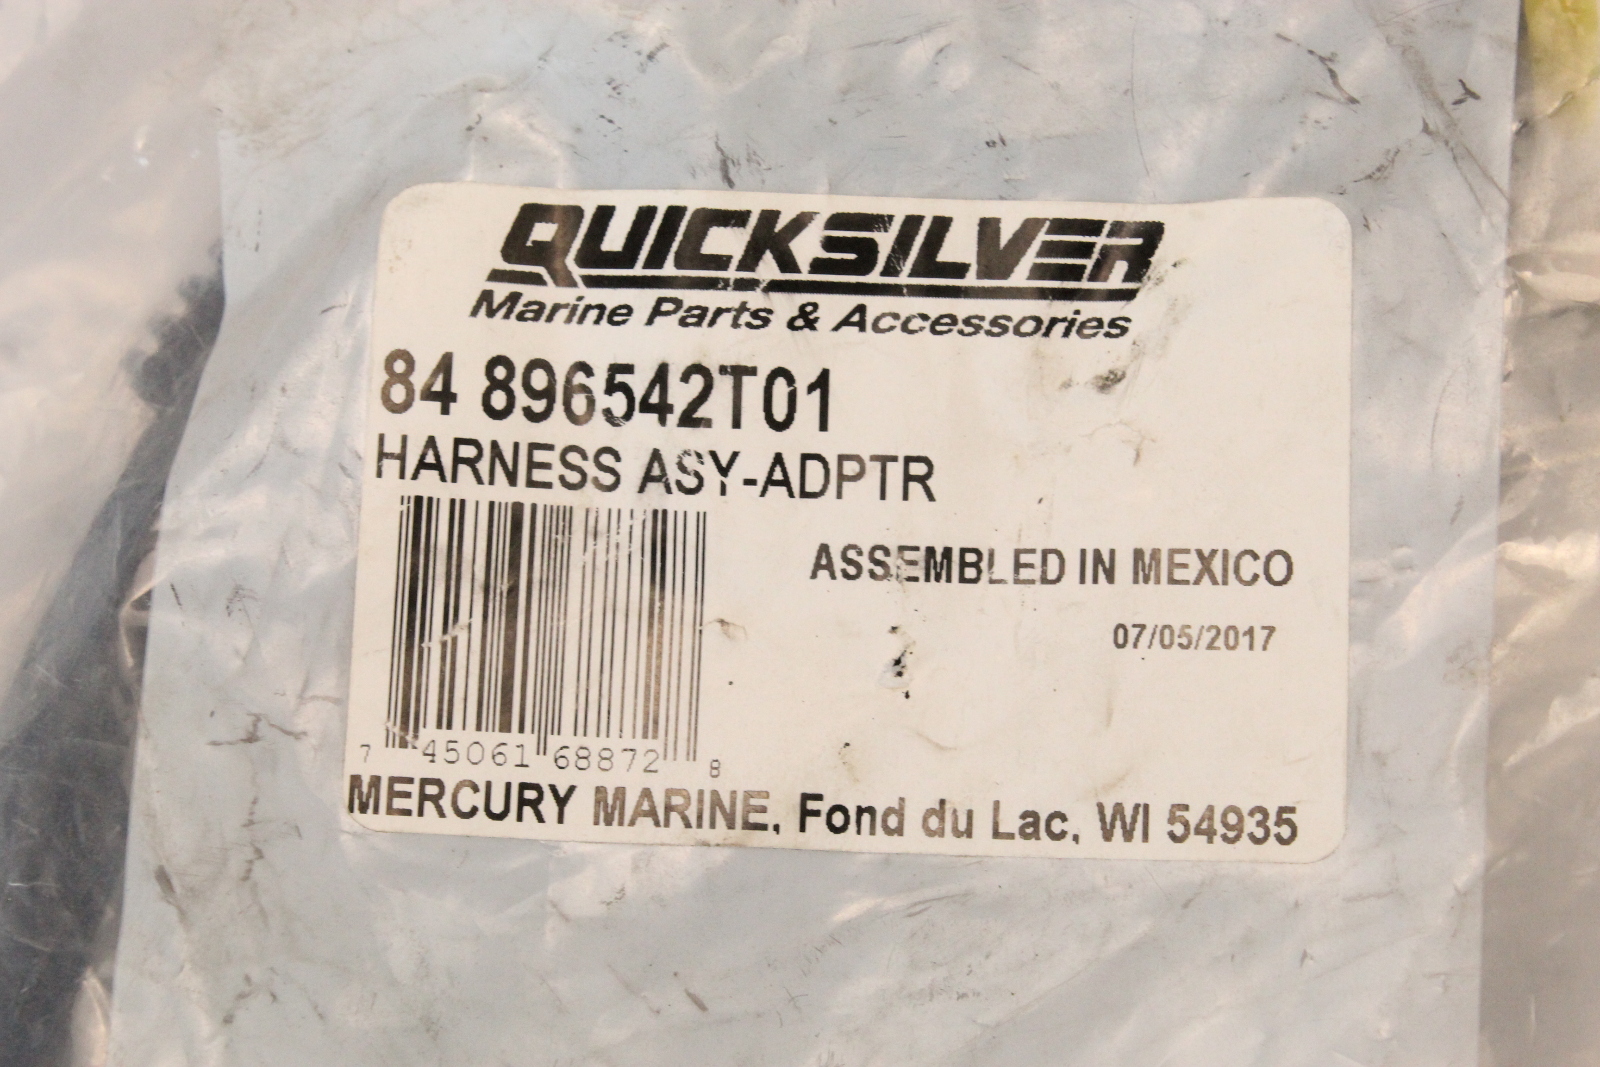 QUICKSILVER
Marine Parts & Accessories
84 896542T01
HARNESS ASY-ADPTR
ASSEMBLED IN MEXICO
07/05/2017
7 45061 68872 8
MERCURY MARINE, Fond du Lac, WI 54935